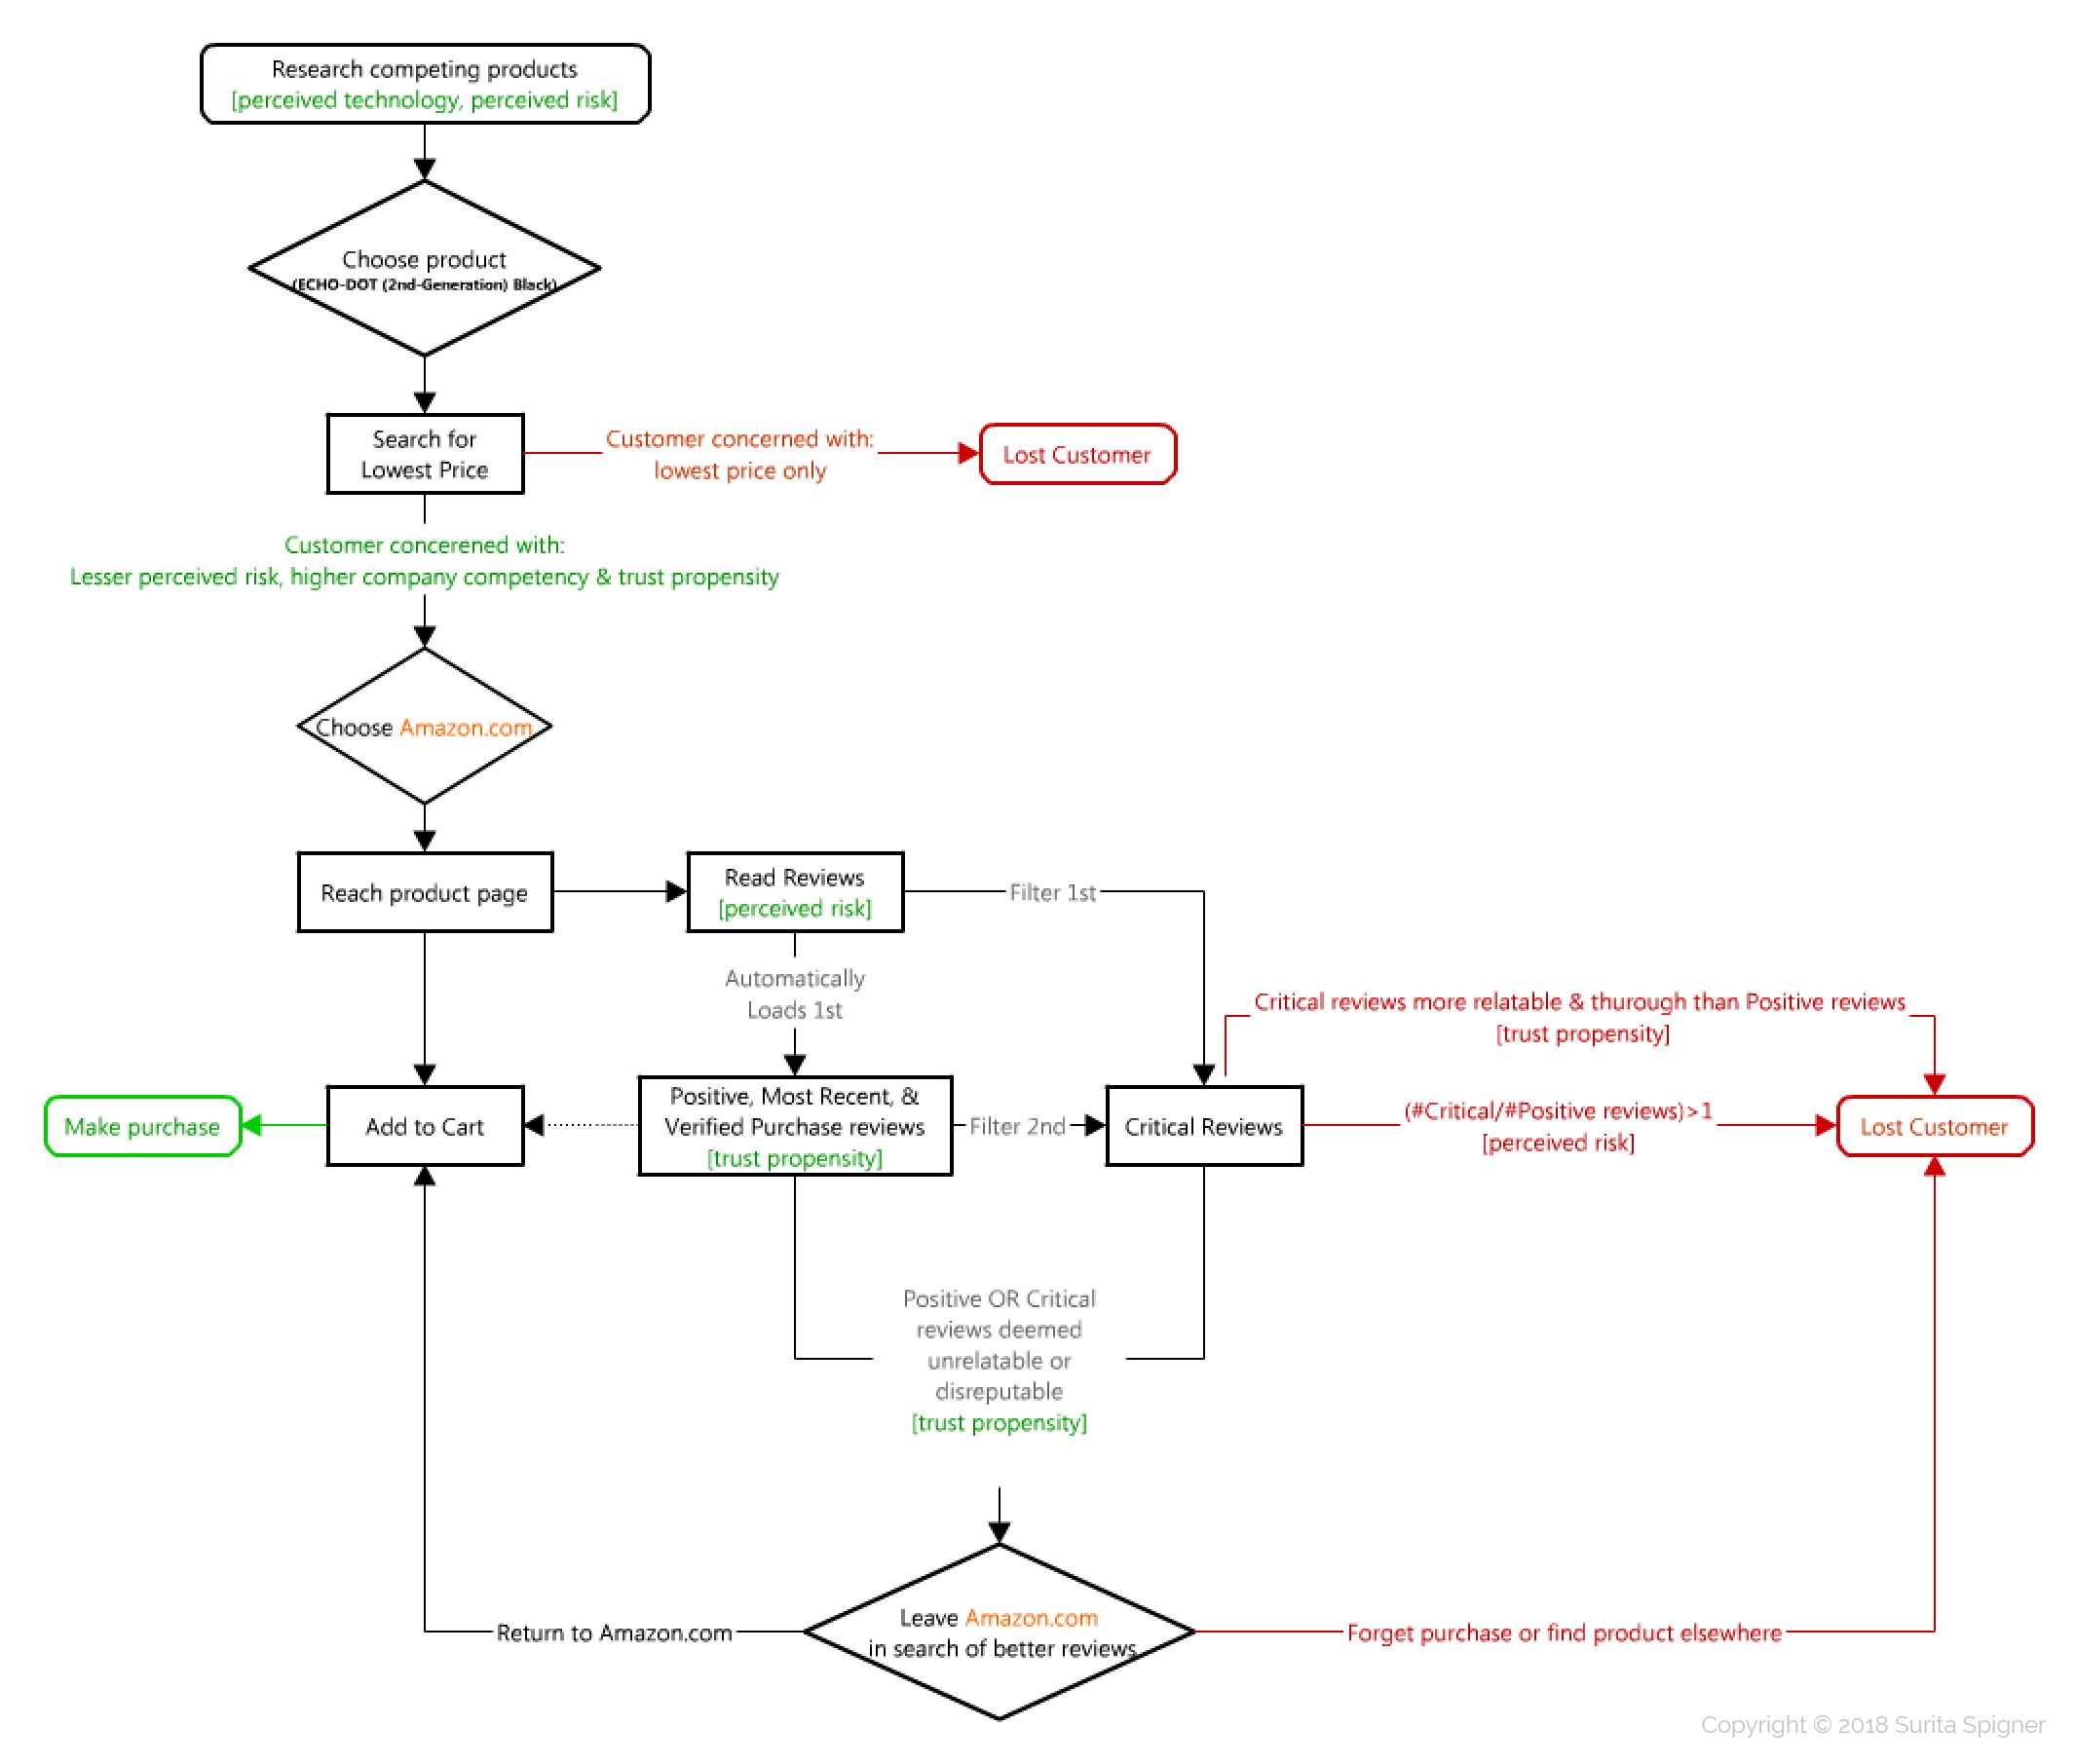 Research competing products
[perceived technology, perceived risk]
Choose product
(ECHO-DOT (2nd-Generation) Black)
Search for
Lowest Price
Customer concerned with:
lowest price only
Lost Customer
Customer concerened with:
Lesser perceived risk, higher company competency & trust propensity
Choose Amazon.com
Reach product page
Read Reviews
[perceived risk]
Filter 1st
Automatically
Loads 1st
Critical reviews more relatable & thurough than Positive reviews
[trust propensity]
Make purchase
Add to Cart
Positive, Most Recent, &
Verified Purchase reviews
[trust propensity]
Filter 2nd
Critical Reviews
(#Critical/#Positive reviews)>1
[perceived risk]
Lost Customer
Positive OR Critical
reviews deemed
unrelatable or
disreputable
[trust propensity]
Return to Amazon.com
Leave Amazon.com
in search of better reviews
Forget purchase or find product elsewhere
Copyright © 2018 Surita Spigner